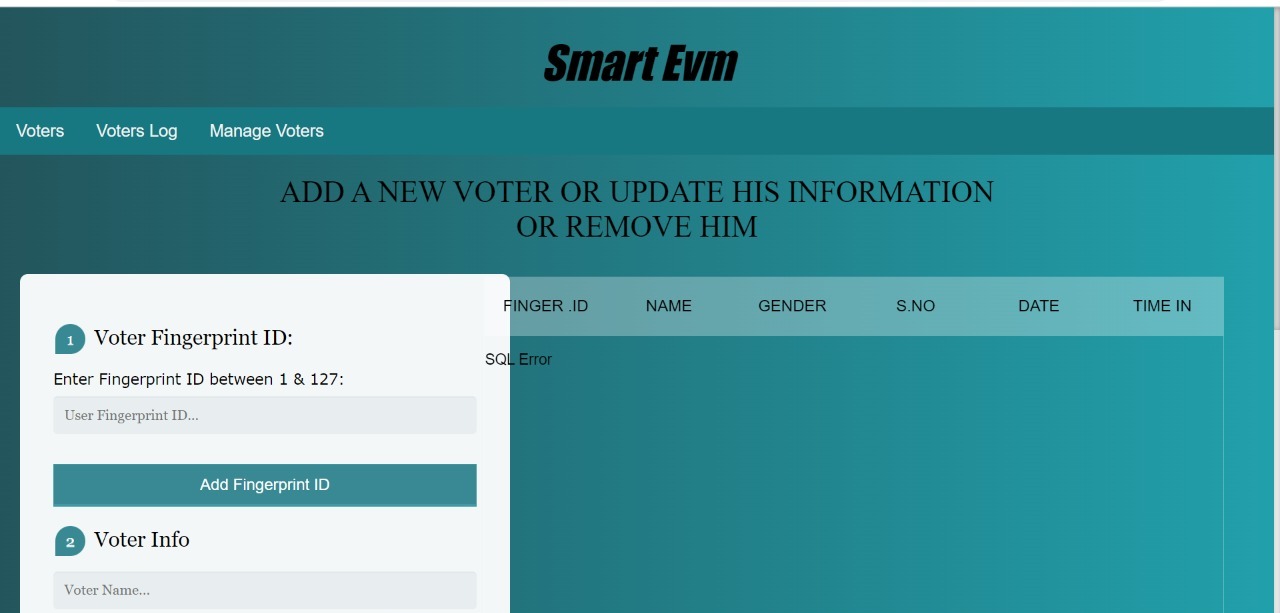 Smart Evm
Voters Voters Log Manage Voters
ADD A NEW VOTER OR UPDATE HIS INFORMATION
OR REMOVE HIM
1 Voter Fingerprint ID:
Enter Fingerprint ID between 1 & 127:
User Fingerprint ID...
Add Fingerprint ID
2 Voter Info
Voter Name...
FINGER .ID NAME GENDER S.NO DATE TIME IN
SQL Error